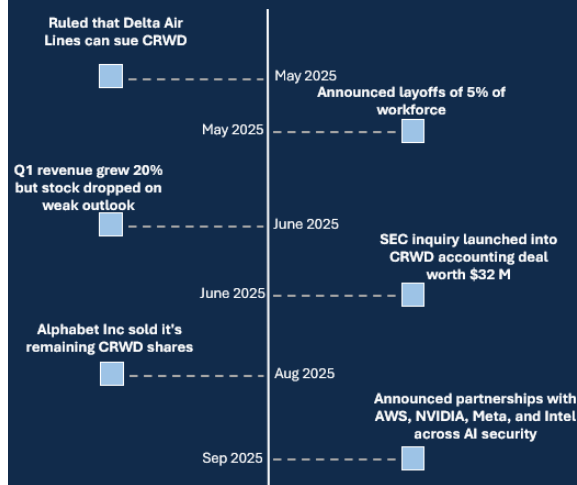 Ruled that Delta Air
Lines can sue CRWD
May 2025
Announced layoffs of 5% of
workforce
May 2025
Q1 revenue grew 20%
but stock dropped on
weak outlook
June 2025
SEC inquiry launched into
CRWD accounting deal
worth $32 M
June 2025
Alphabet Inc sold it's
remaining CRWD shares
Aug 2025
Announced partnerships with
AWS, NVIDIA, Meta, and Intel
across AI security
Sep 2025